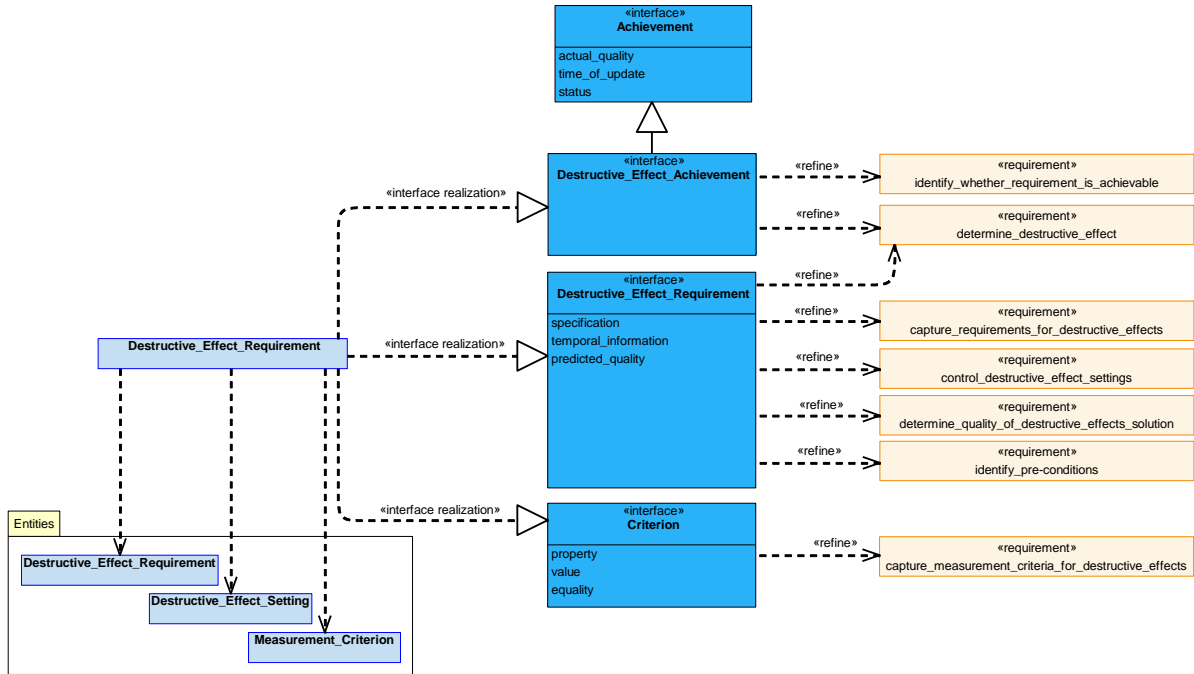 «interface»
Achievement
actual_quality
time_of_update
status
«interface»
Destructive_Effect_Achievement
«refine»
«requirement»
identify_whether_requirement_is_achievable
«interface realization»
«refine»
«requirement»
determine_destructive_effect
«interface»
Destructive_Effect_Requirement
«refine»
specification
temporal_information
predicted_quality
«refine»
«requirement»
capture_requirements_for_destructive_effects
Destructive_Effect_Requirement
«interface realization»
«refine»
«requirement»
control_destructive_effect_settings
«refine»
«requirement»
determine_quality_of_destructive_effects_solution
«refine»
«requirement»
identify_pre-conditions
«interface realization»
«interface»
Criterion
property
value
equality
«refine»
«requirement»
capture_measurement_criteria_for_destructive_effects
Entities
Destructive_Effect_Requirement
Destructive_Effect_Setting
Measurement_Criterion